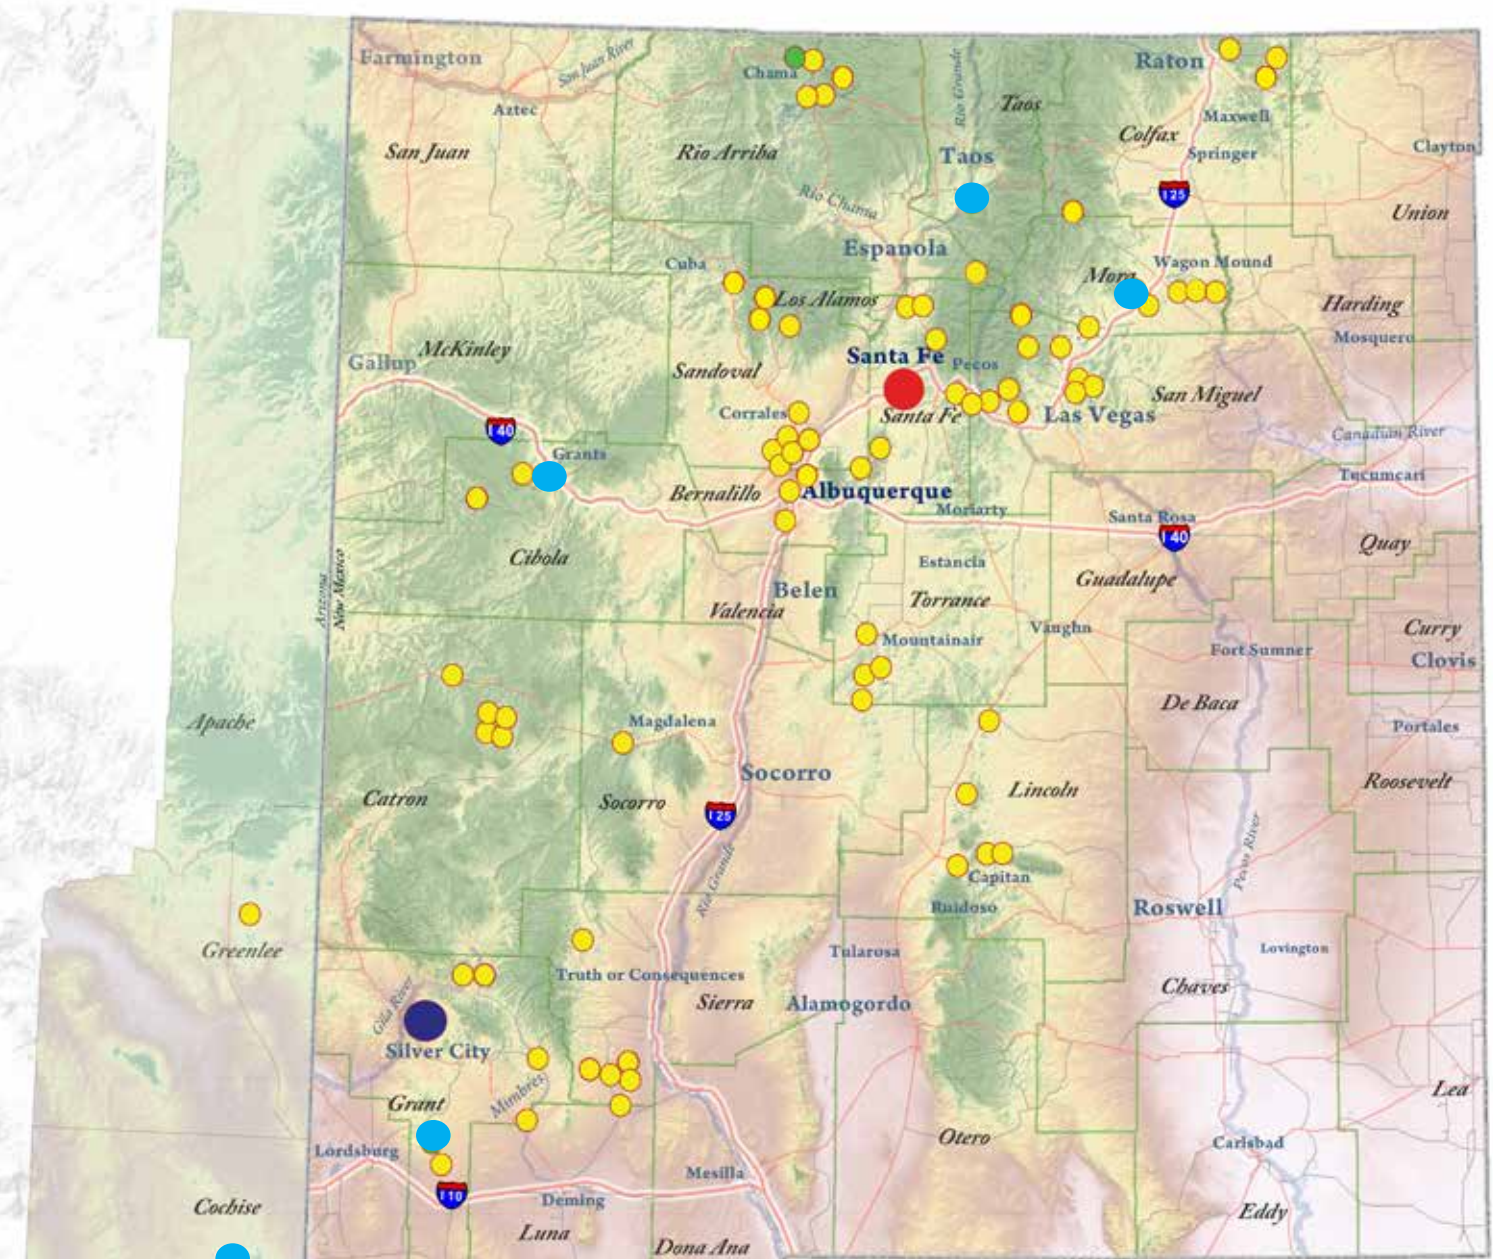 Farmington
San Juan River
Chama
Rio Grande
Raton
Aztec
Taos
Maxwell
Colfax
San Juan
Rio Arriba
Taos
Springer
Clayton
I 25
Rio Chama
Union
Espanola
Cuba
Mora
Wagon Mound
Los Alamos
Harding
Mosquero
McKinley
Gallup
Santa Fe
Pecos
Sandoval
San Miguel
Corrales
Santa Fe
Las Vegas
I 40
Canadian River
Grants
Tucumcari
Bernalillo
Albuquerque
Moriarty
Santa Rosa
I 40
Quay
Cibola
Estancia
Guadalupe
Arizona
New Mexico
Belen
Torrance
Valencia
Vaughn
Curry
Mountainair
Fort Sumner
Clovis
Apache
Magdalena
De Baca
Portales
Socorro
Roosevelt
Catron
Socorro
Lincoln
I 25
Pecos River
Rio Grande
Capitan
Ruidoso
Roswell
Greenlee
Tularosa
Lovington
Truth or Consequences
Chaves
Sierra
Alamogordo
Gila River
Silver City
Mimbres
Grant
Lea
Otero
Lordsburg
Carlsbad
Mesilla
I 10
Deming
Cochise
Eddy
Luna
Dona Ana